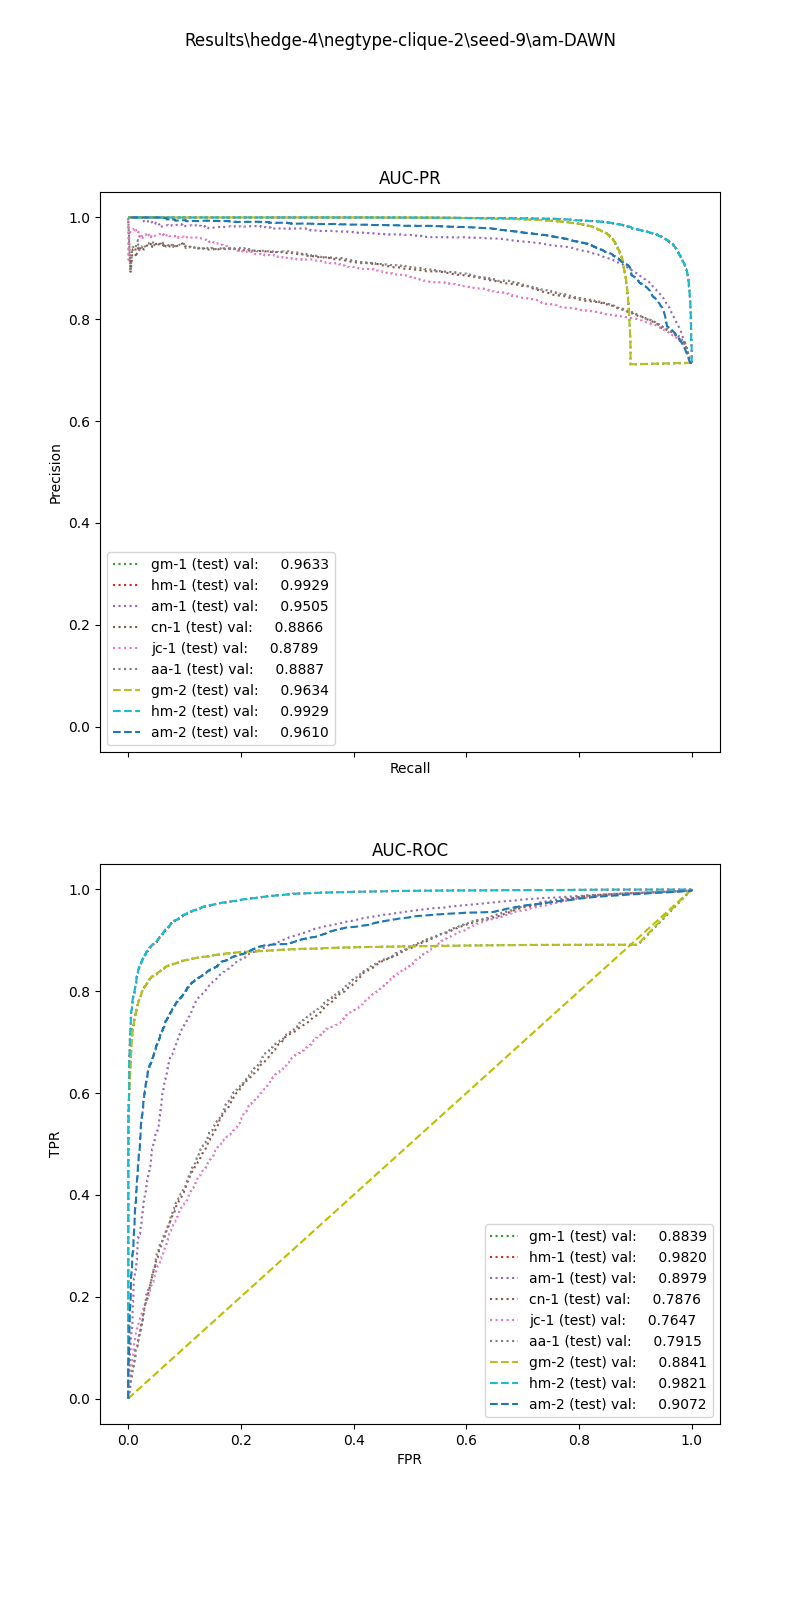 Results\hedge-4\negtype-clique-2\seed-9\am-DAWN
AUC-PR
1.0
0.8
0.6
0.4
0.2
0.0
Precision
gm-1 (test) val: 0.9633
hm-1 (test) val: 0.9929
am-1 (test) val: 0.9505
cn-1 (test) val: 0.8866
jc-1 (test) val: 0.8789
aa-1 (test) val: 0.8887
gm-2 (test) val: 0.9634
hm-2 (test) val: 0.9929
am-2 (test) val: 0.9610
Recall
AUC-ROC
1.0
0.8
0.6
0.4
0.2
0.0
TPR
gm-1 (test) val: 0.8839
hm-1 (test) val: 0.9820
am-1 (test) val: 0.8979
cn-1 (test) val: 0.7876
jc-1 (test) val: 0.7647
aa-1 (test) val: 0.7915
gm-2 (test) val: 0.8841
hm-2 (test) val: 0.9821
am-2 (test) val: 0.9072
0.0 0.2 0.4 0.6 0.8 1.0
FPR